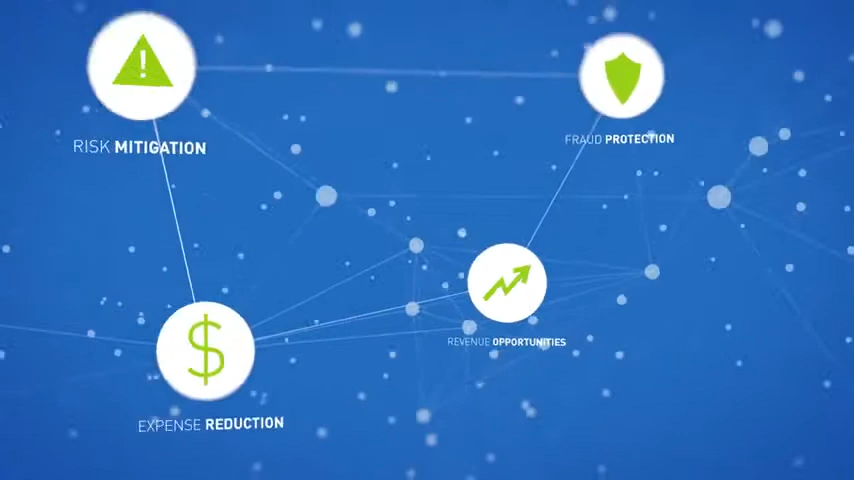 RISK MITIGATION
FRAUD PROTECTION
REVENUE OPPORTUNITIES
EXPENSE REDUCTION